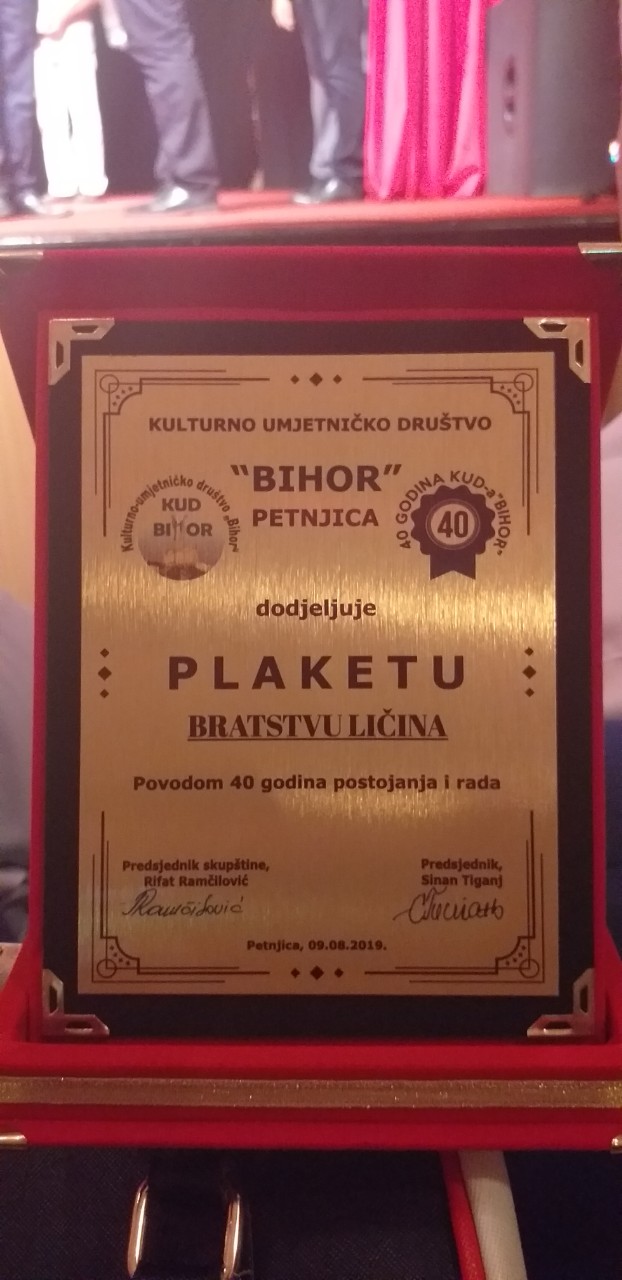 KULTURNO UMJETNIČKO DRUŠTVO
"BIHOR"
PETNJICA
Kulturno-umjetničko društvo „Bihor"
KUD
BIHOR
40 GODINA KUD-a "BIHOR"
40
dodjeljuje
PLAKETU
BRATSTVU LIČINA
Povodom 40 godina postojanja i rada
Predsjednik skupštine,
Rifat Ramčilović
Ramčilović
Predsjednik,
Sinan Tiganj
Petnjica, 09.08.2019.